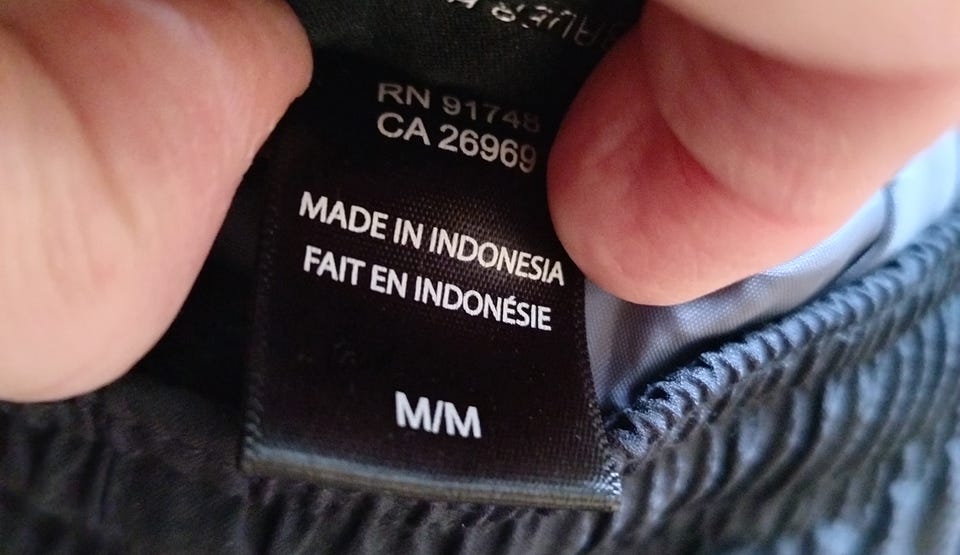 RN 91748
CA 26969
MADE IN INDONESIA
FAIT EN INDONÉSIE
M/M